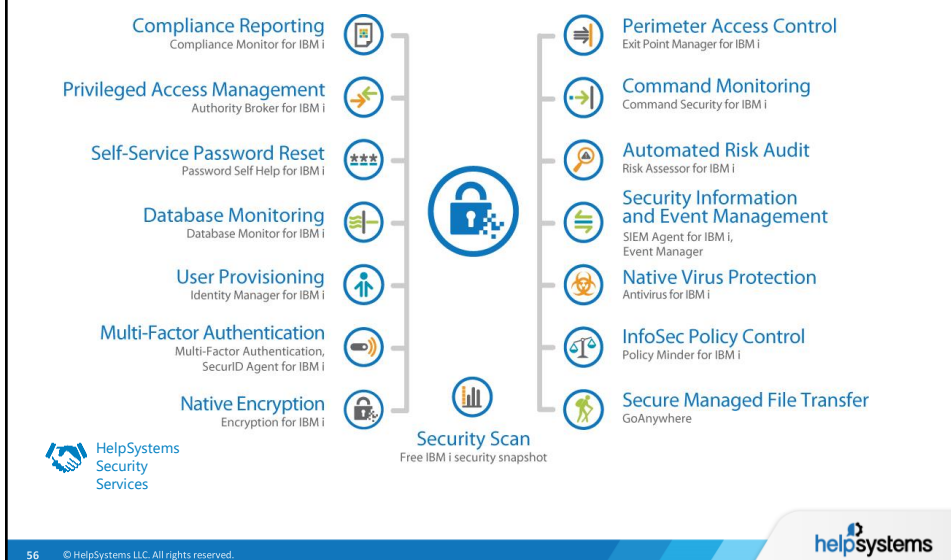 Compliance Reporting
Compliance Monitor for IBM i
Privileged Access Management
Authority Broker for IBM i
Self-Service Password Reset
Password Self Help for IBM i
Database Monitoring
Database Monitor for IBM i
User Provisioning
Identity Manager for IBM i
Multi-Factor Authentication
Multi-Factor Authentication,
SecurID Agent for IBM i
Native Encryption
Encryption for IBM i
***
Perimeter Access Control
Exit Point Manager for IBM i
Command Monitoring
Command Security for IBM i
Automated Risk Audit
Risk Assessor for IBM i
Security Information
and Event Management
SIEM Agent for IBM i,
Event Manager
Native Virus Protection
Antivirus for IBM i
InfoSec Policy Control
Policy Minder for IBM i
Secure Managed File Transfer
GoAnywhere
Security Scan
Free IBM i security snapshot
HelpSystems
Security
Services
56 © HelpSystems LLC. All rights reserved.
helpsystems